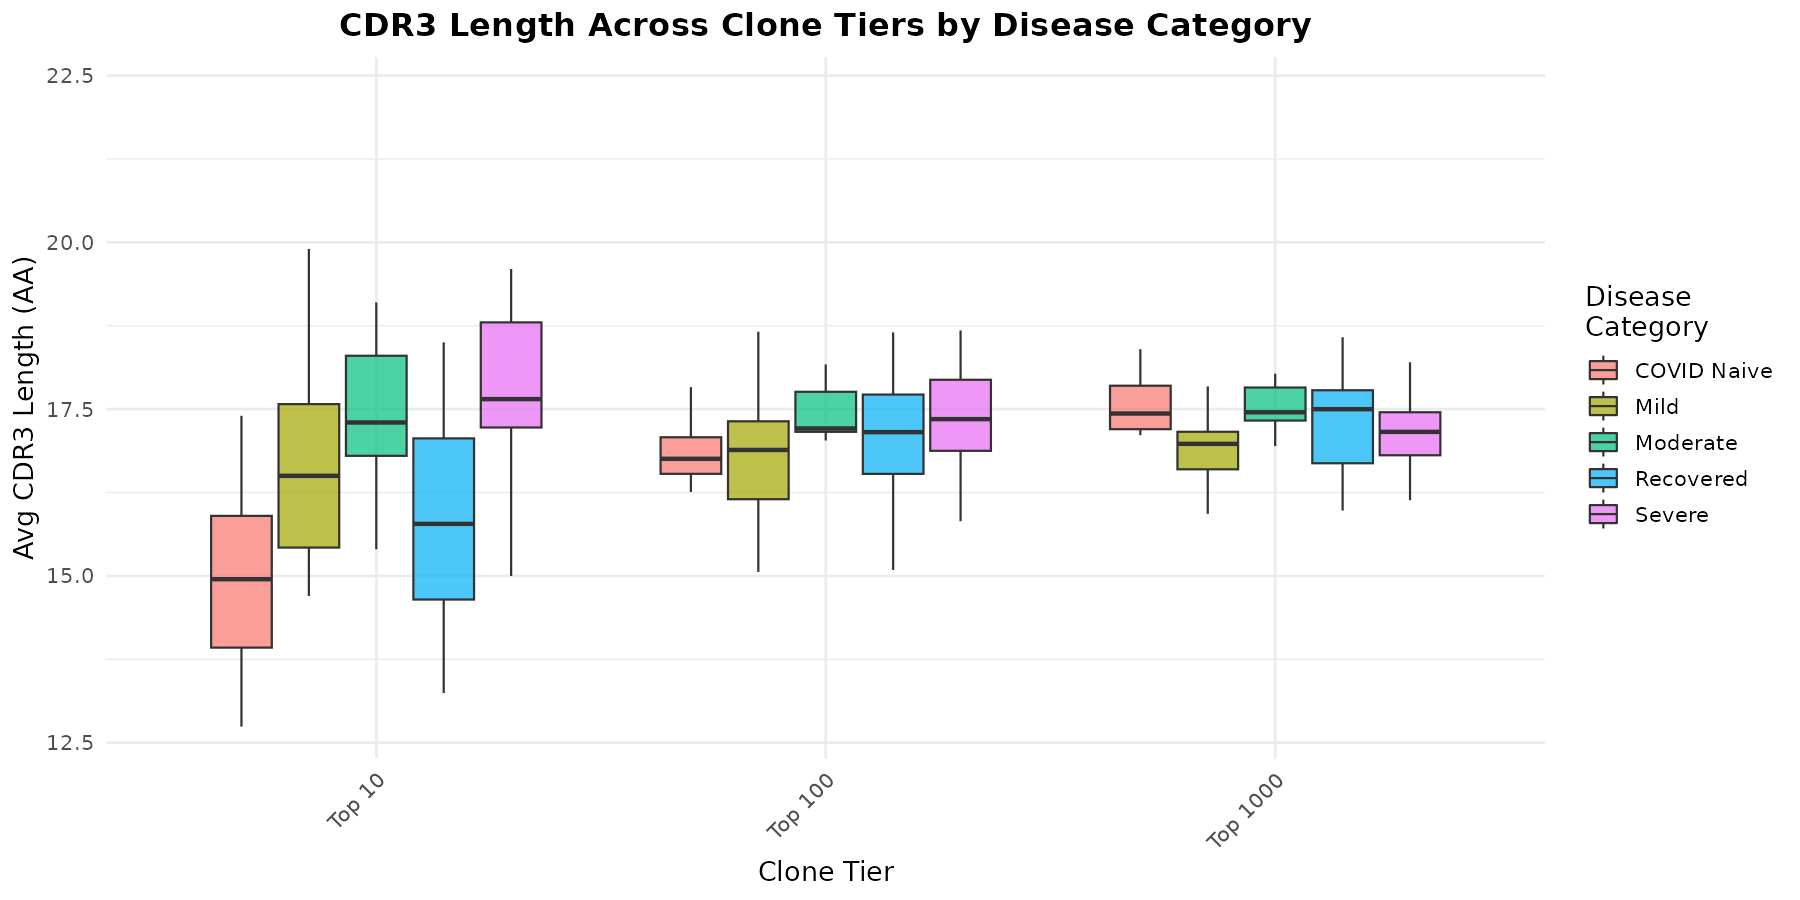 CDR3 Length Across Clone Tiers by Disease Category
Avg CDR3 Length (AA)
22.5
20.0
17.5
15.0
12.5
Top 10
Top 100
Top 1000
Clone Tier
Disease
Category
COVID Naive
Mild
Moderate
Recovered
Severe